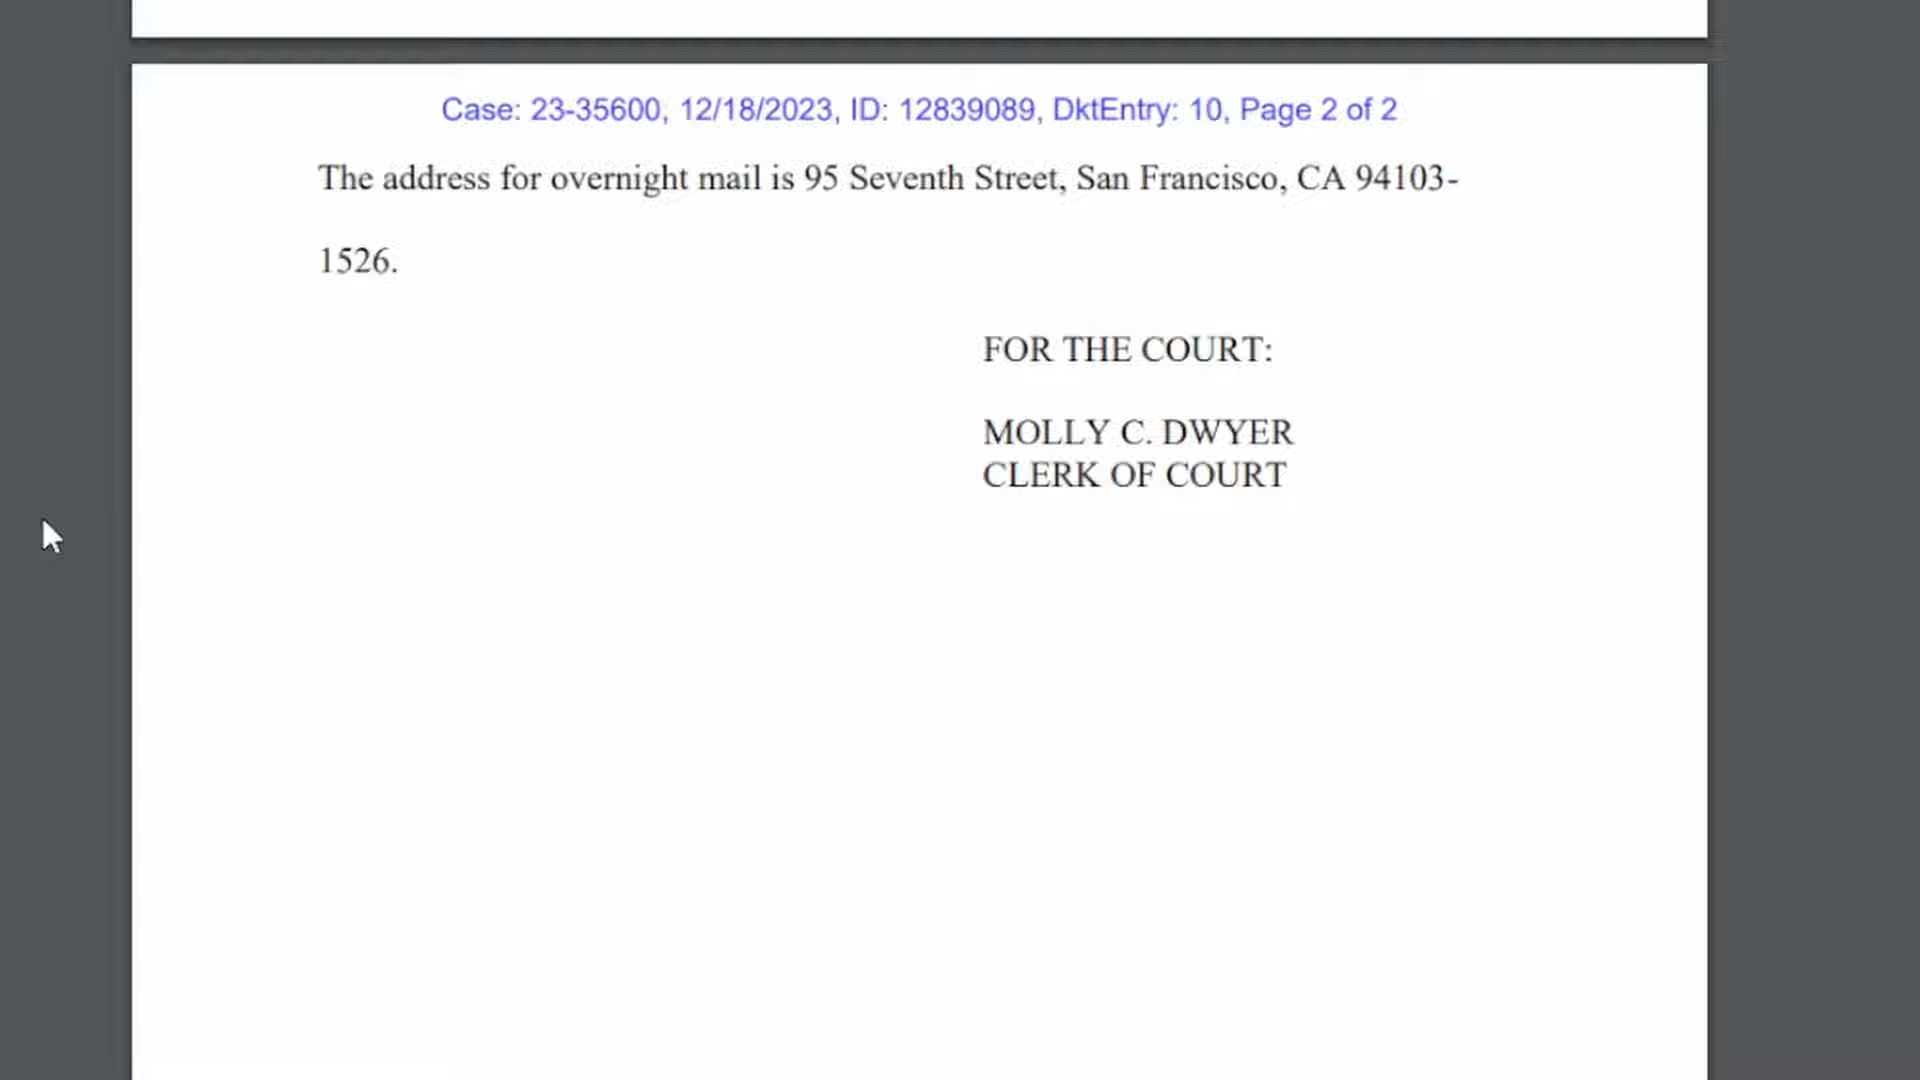 Case: 23-35600, 12/18/2023, ID: 12839089, DktEntry: 10, Page 2 of 2
The address for overnight mail is 95 Seventh Street, San Francisco, CA 94103-
1526.
FOR THE COURT:
MOLLY C. DWYER
CLERK OF COURT